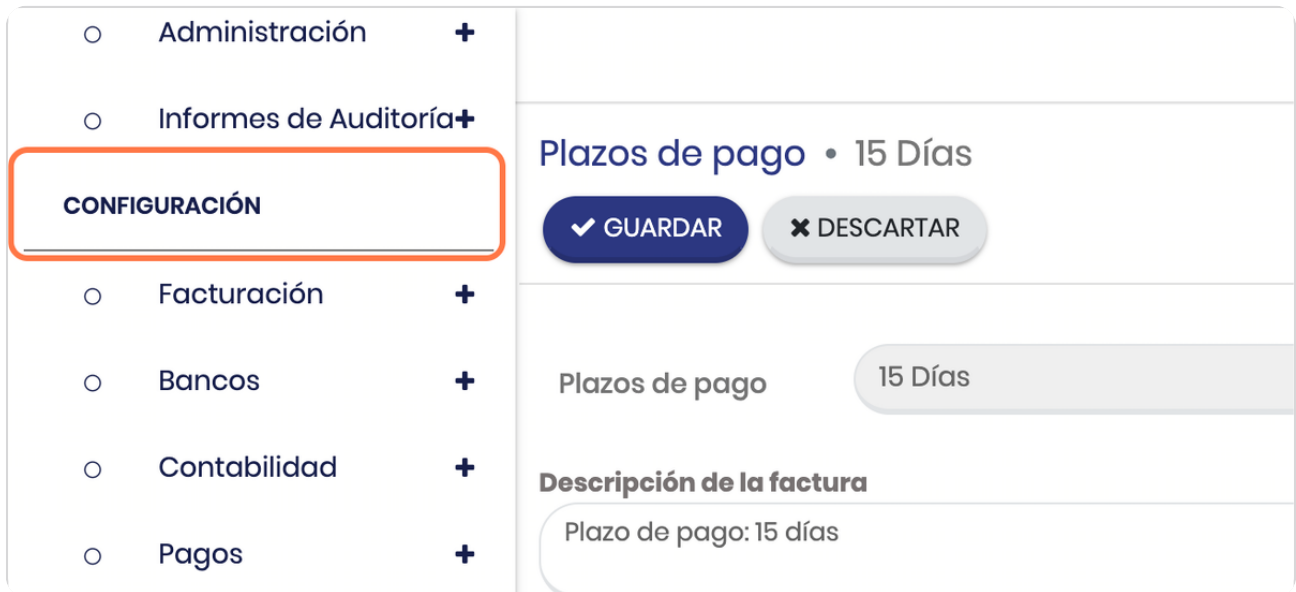 Administración
Informes de Auditoría
CONFIGURACIÓN
Facturación
Bancos
Contabilidad
Pagos
Plazos de pago • 15 Días
GUARDAR DESCARTAR
Plazos de pago 15 Días
Descripción de la factura
Plazo de pago: 15 días